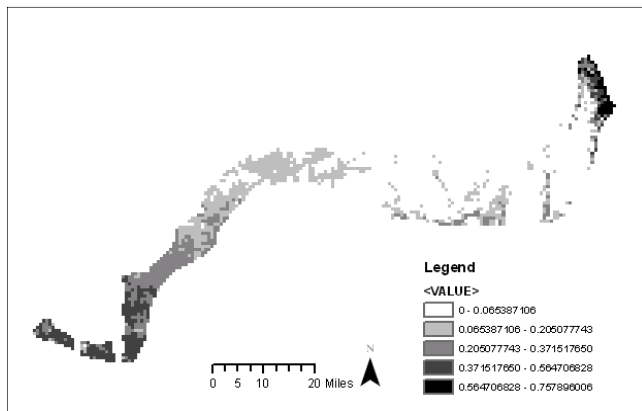 Legend
<VALUE>
0 - 0.065387106
0.065387106 - 0.205077743
0.205077743 - 0.371517650
0.371517650 - 0.564706828
0.564706828 - 0.757896006
N
0 5 10 20 Miles